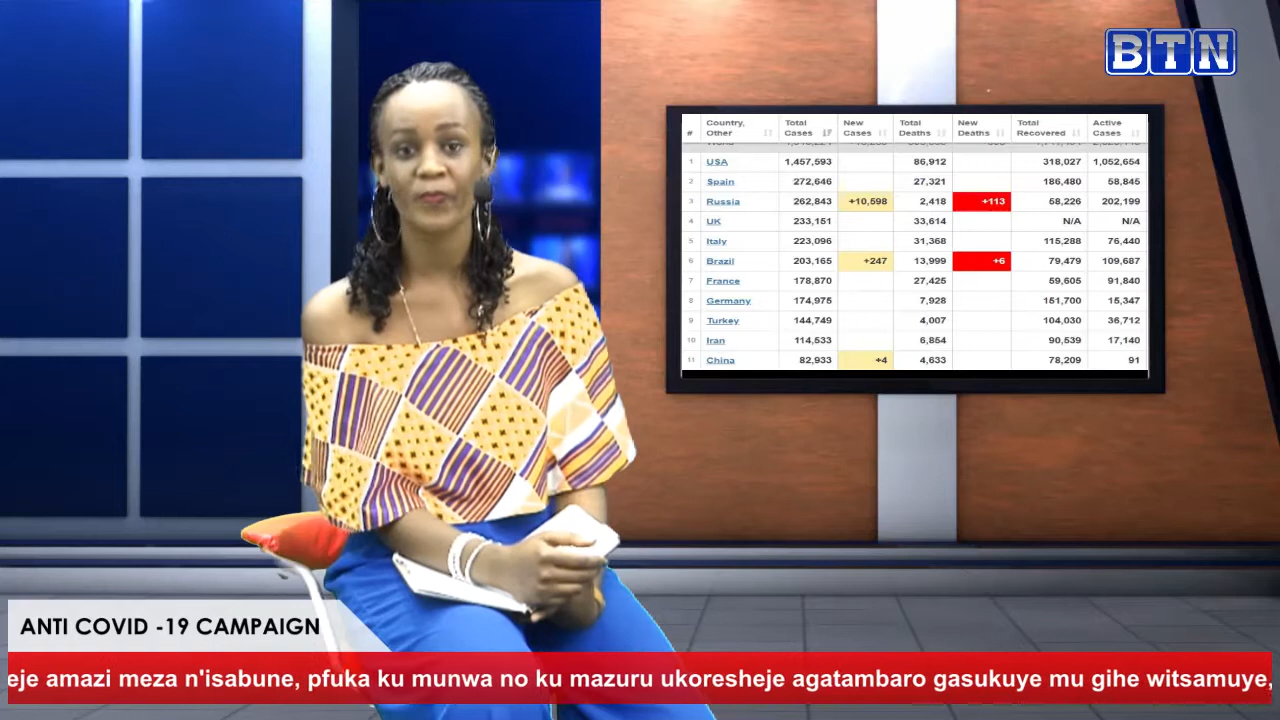 BTN
# Country, Other Total Cases New Cases Total Deaths New Deaths Total Recovered Active Cases
1 USA 1,457,593 86,912 318,027 1,052,654
2 Spain 272,646 27,321 186,480 58,845
3 Russia 262,843 +10,598 2,418 +113 58,226 202,199
4 UK 233,151 33,614 N/A N/A
5 Italy 223,096 31,368 115,288 76,440
6 Brazil 203,165 +247 13,999 +6 79,479 109,687
7 France 178,870 27,425 59,605 91,840
8 Germany 174,975 7,928 151,700 15,347
9 Turkey 144,749 4,007 104,030 36,712
10 Iran 114,533 6,854 90,539 17,140
11 China 82,933 +4 4,633 78,209 91
ANTI COVID -19 CAMPAIGN
eje amazi meza n'isabune, pfuka ku munwa no ku mazuru ukoresheje agatambaro gasukuye mu gihe witsamuye,